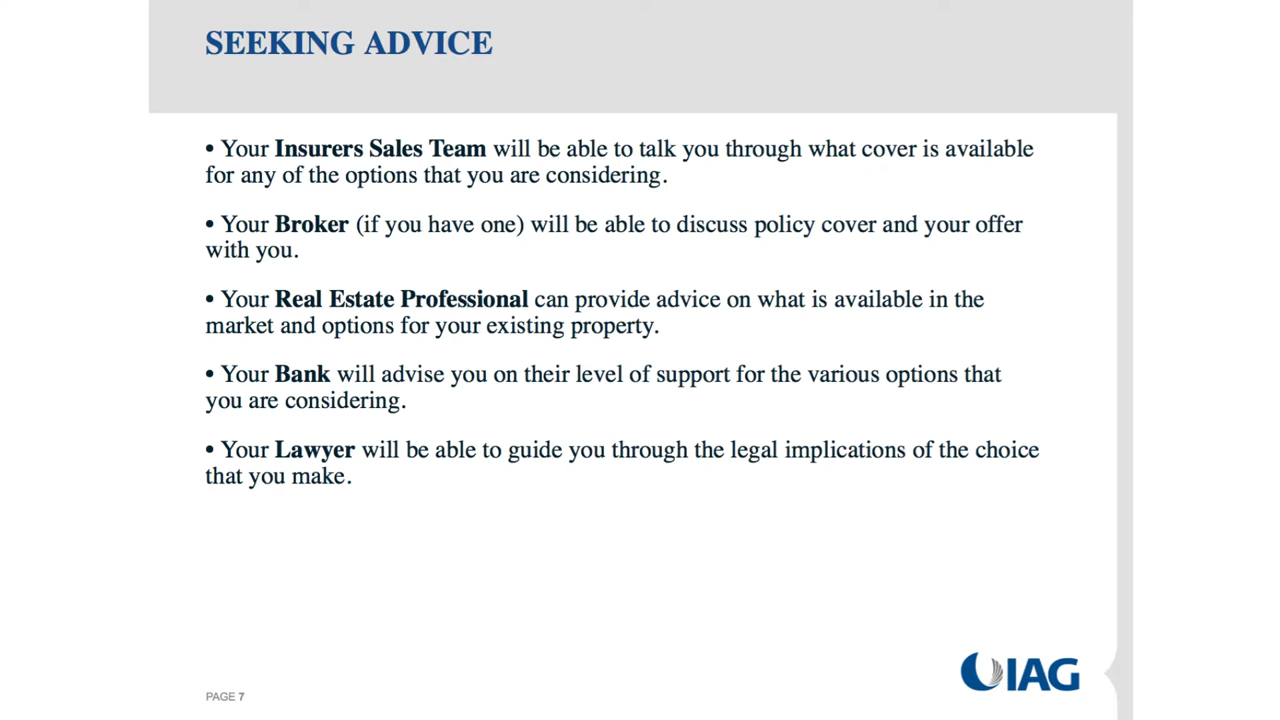 SEEKING ADVICE
• Your Insurers Sales Team will be able to talk you through what cover is available
for any of the options that you are considering.
• Your Broker (if you have one) will be able to discuss policy cover and your offer
with you.
• Your Real Estate Professional can provide advice on what is available in the
market and options for your existing property.
• Your Bank will advise you on their level of support for the various options that
you are considering.
• Your Lawyer will be able to guide you through the legal implications of the choice
that you make.
IAG
PAGE 7